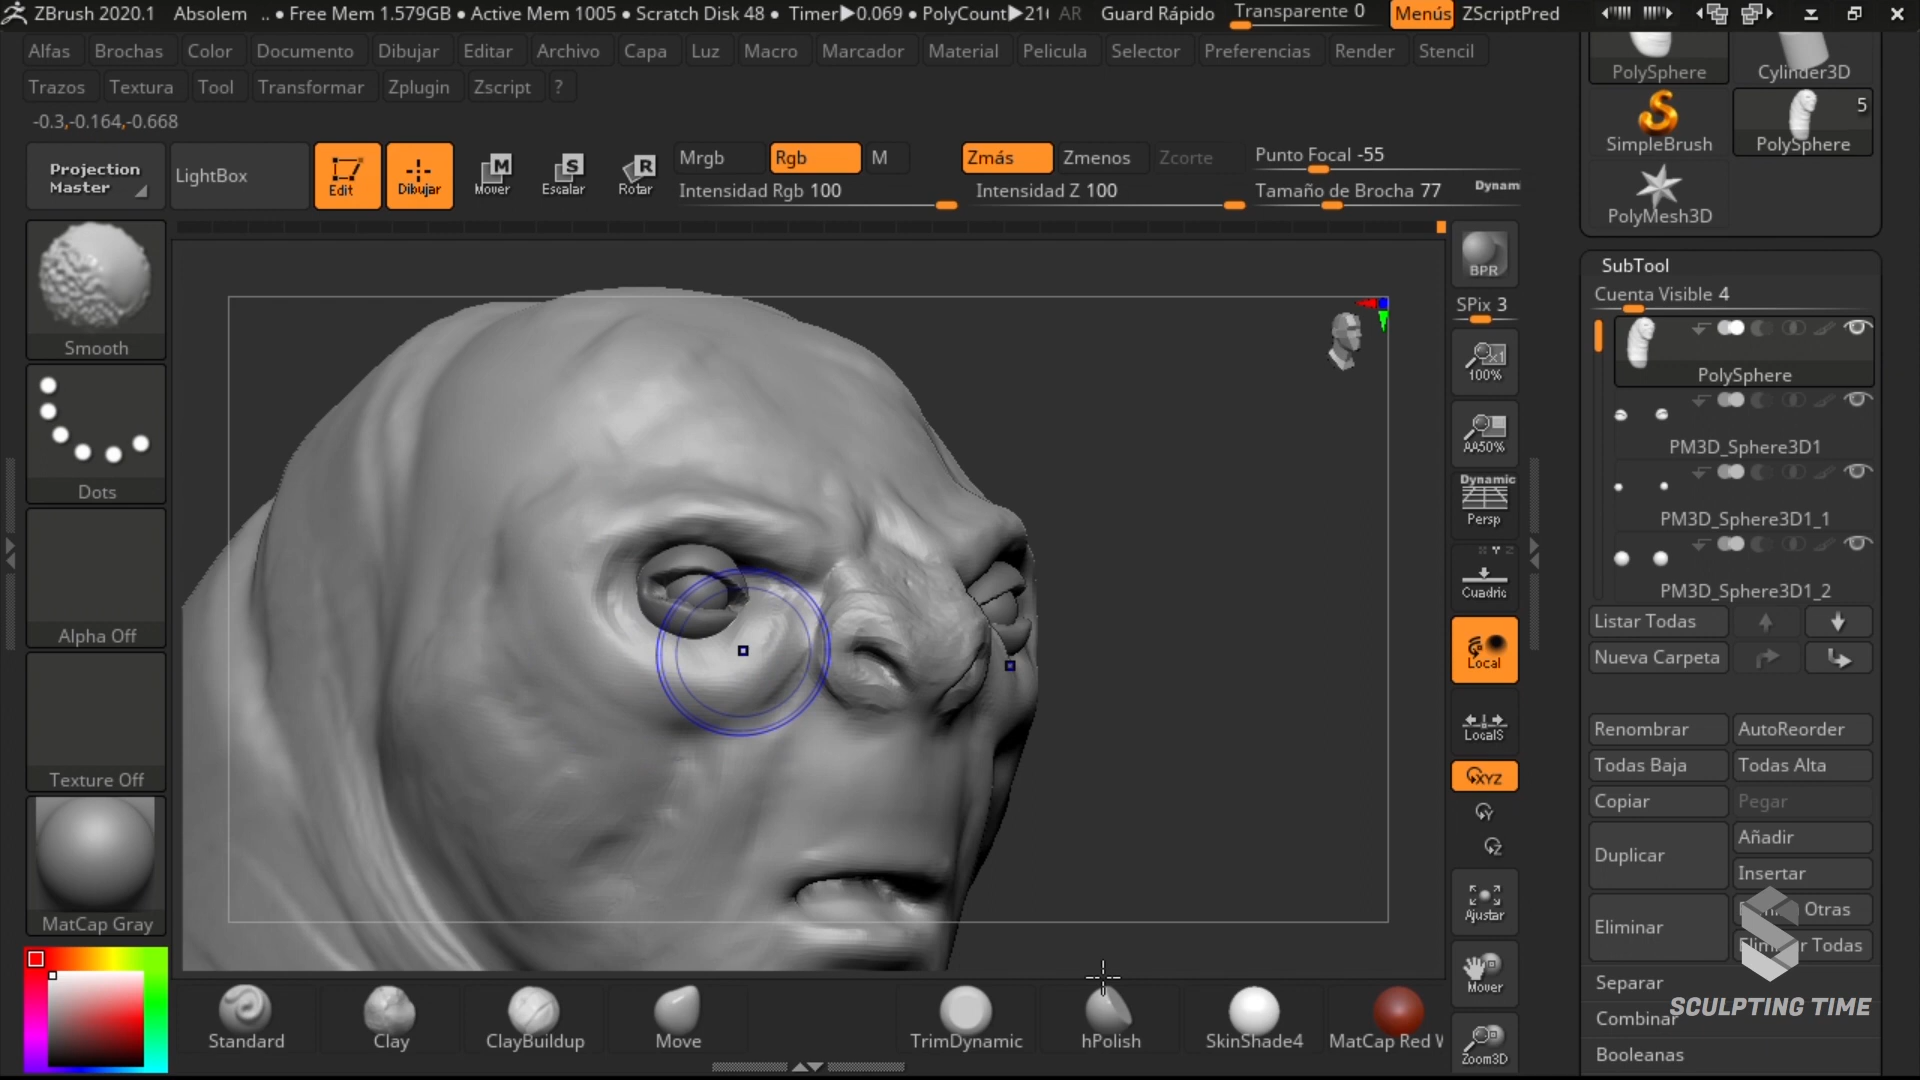 ZBrush 2020.1 Absolem .. • Free Mem 1.579GB • Active Mem 1005 • Scratch Disk 48 • Timer▶0.069 • PolyCount▶ AR Guard Rápido Transparente 0 Menús ZScriptPred
Alfas Brochas Color Documento Dibujar Editar Archivo Capa Luz Macro Marcador Material Pelicula Selector Preferencias Render Stencil
Trazos Textura Tool Transformar Zplugin Zscript ?
-0.3,-0.164,-0.668
Projection Master
LightBox
Edit
Dibujar
M
Mover
S
Escalar
R
Rotar
Mrgb Rgb M
Intensidad Rgb 100
Zmás Zmenos Zcorte
Intensidad Z 100
Punto Focal -55
Tamaño de Brocha 77
Dynam
Smooth
Dots
Alpha Off
Texture Off
MatCap Gray
Standard
Clay
ClayBuildup
Move
TrimDynamic
hPolish
SkinShade4
MatCap Red W
BPR
SPix 3
x1
100%
AA50%
Dynamic
Persp
Cuadric
Local
LocalS
XYZ
Y
Z
Ajustar
Mover
Zoom3D
PolySphere
Cylinder3D
SimpleBrush
5
PolySphere
PolyMesh3D
SubTool
Cuenta Visible 4
PolySphere
PM3D_Sphere3D1
PM3D_Sphere3D1_1
PM3D_Sphere3D1_2
Listar Todas
Nueva Carpeta
Renombrar AutoReorder
Todas Baja Todas Alta
Copiar Pegar
Duplicar Añadir
Insertar
Eliminar Otras
Todas
Separar
SCULPTING TIME
Combinar
Booleanas